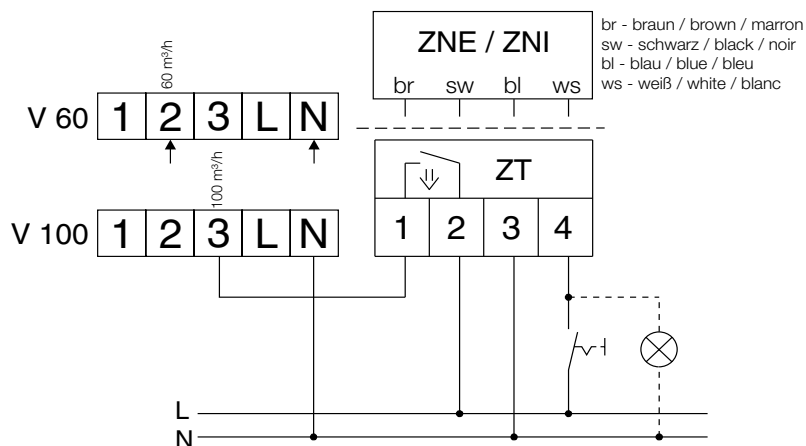 60 m³/h
V 60 1 2 3 L N
100 m³/h
V 100 1 2 3 L N
ZNE / ZNI
br sw bl ws
br - braun / brown / marron
sw - schwarz / black / noir
bl - blau / blue / bleu
ws - weiß / white / blanc
ZT
1 2 3 4
L
N